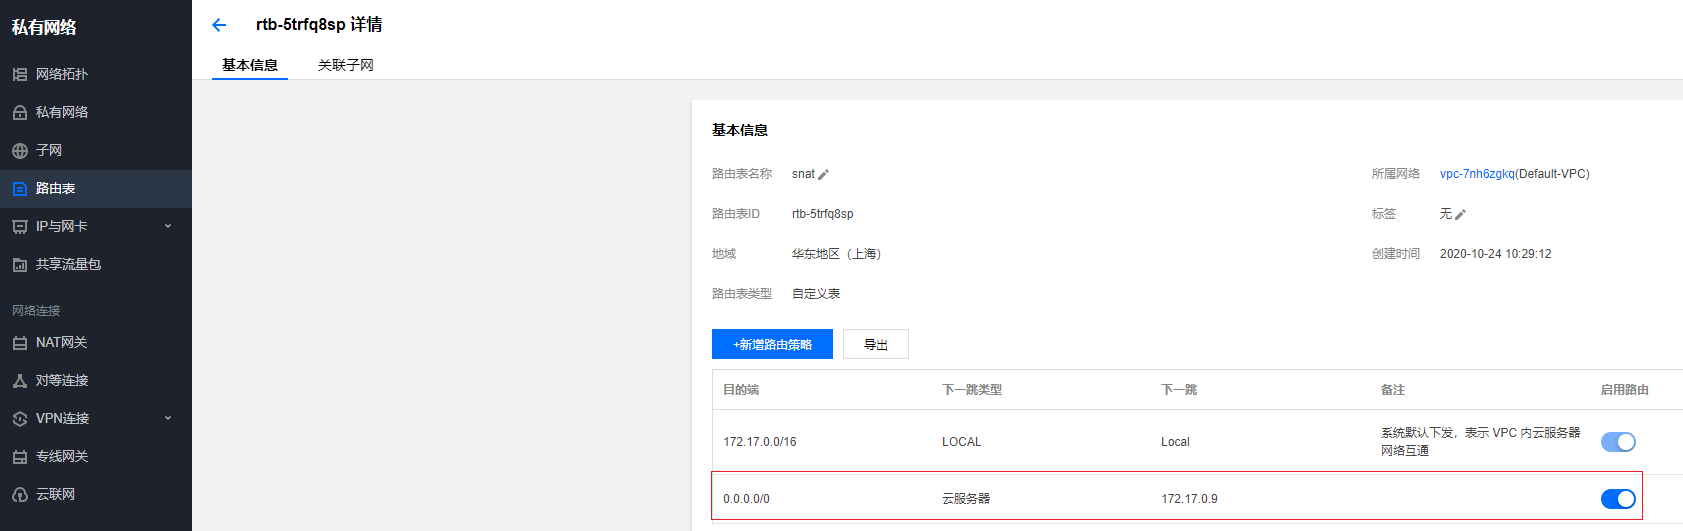 私有网络
网络拓扑
私有网络
子网
路由表
IP与网卡
共享流量包
网络连接
NAT网关
对等连接
VPN连接
专线网关
云联网
rtb-5trfq8sp 详情
基本信息 关联子网
基本信息
路由表名称 snat
所属网络 vpc-7nh6zgkq(Default-VPC)
路由表ID rtb-5trfq8sp
标签 无
地域 华东地区（上海）
创建时间 2020-10-24 10:29:12
路由表类型 自定义表
+新增路由策略 导出
目的端 下一跳类型 下一跳 备注 启用路由
172.17.0.0/16 LOCAL Local 系统默认下发，表示 VPC 内云服务器
网络互通
0.0.0.0/0 云服务器 172.17.0.9